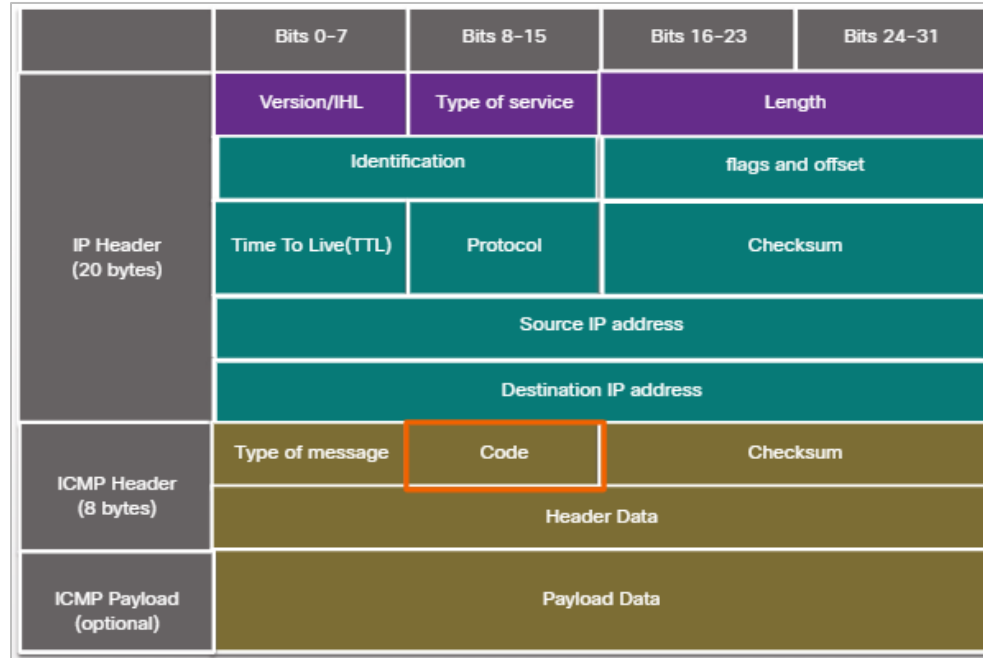 Bits 0-7 Bits 8-15 Bits 16-23 Bits 24-31
Version/IHL Type of service Length
Identification flags and offset
IP Header
(20 bytes)
Time To Live(TTL) Protocol Checksum
Source IP address
Destination IP address
ICMP Header
(8 bytes)
Type of message Code Checksum
Header Data
ICMP Payload
(optional)
Payload Data